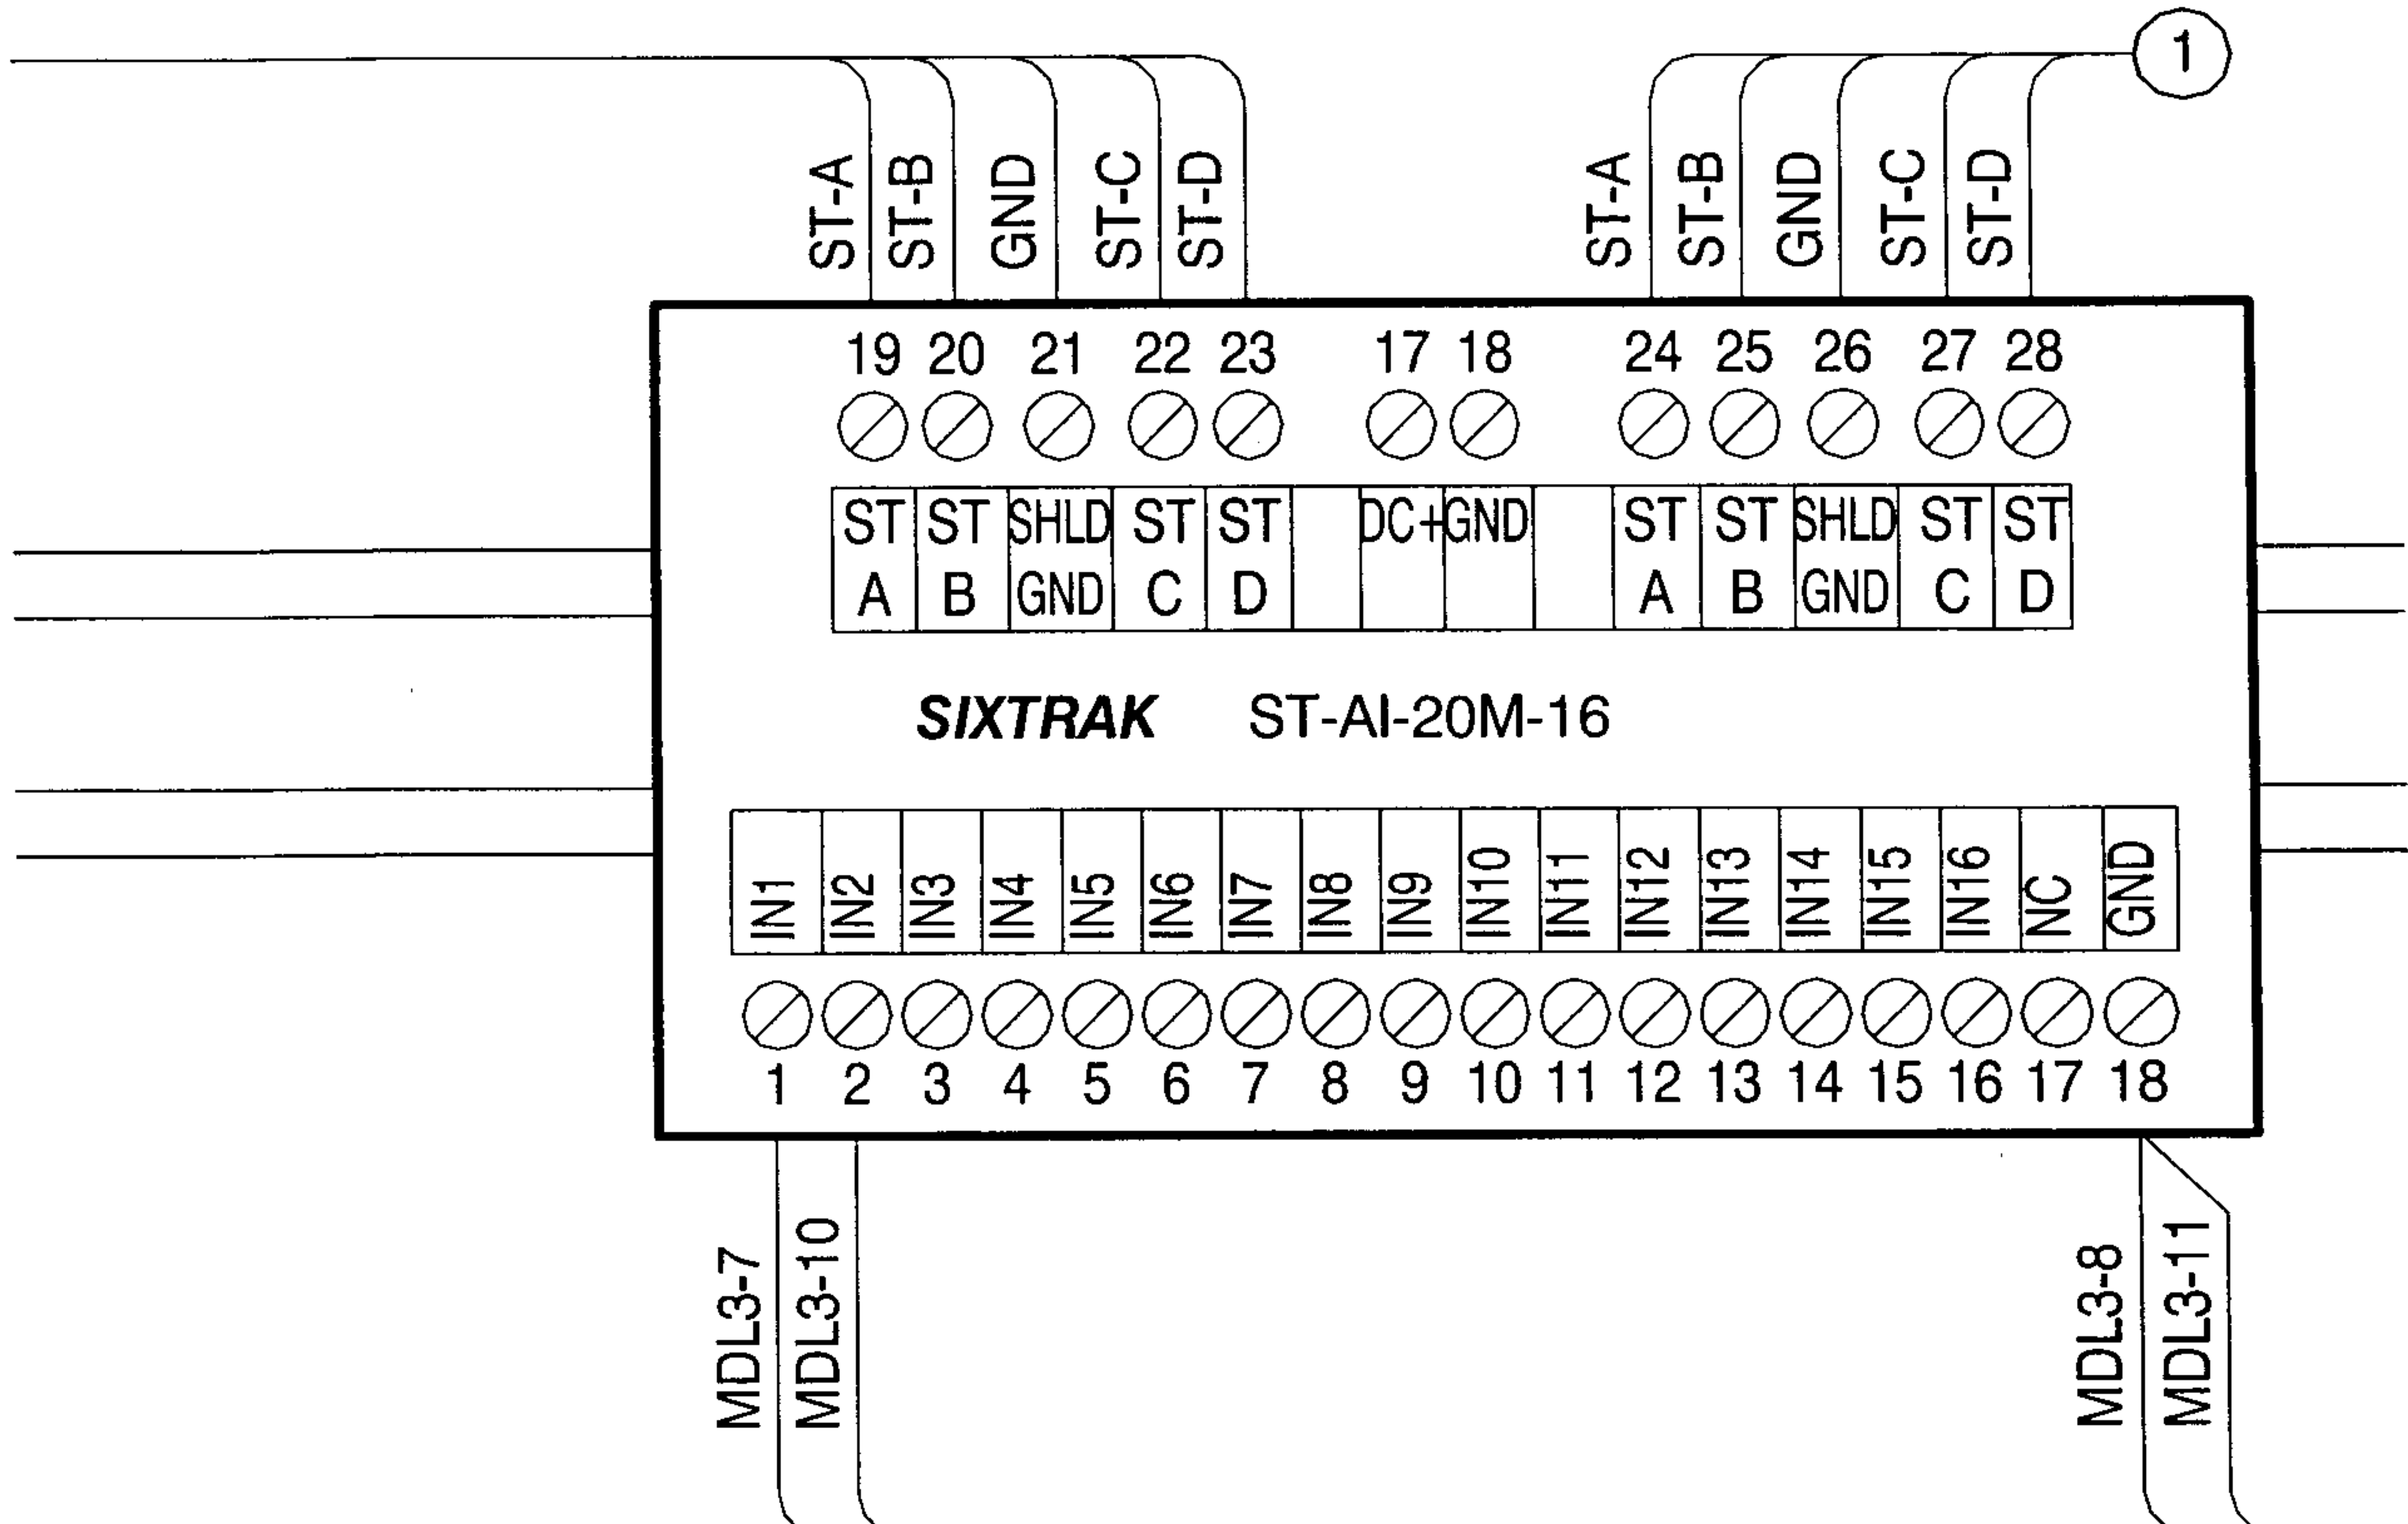 1
ST-A ST-B GND ST-C ST-D ST-A ST-B GND ST-C ST-D
19 20 21 22 23 17 18 24 25 26 27 28
ST ST SHLD ST ST DC+ GND ST ST SHLD ST ST
A B GND C D A B GND C D
SIXTRAK ST-AI-20M-16
IN1 IN2 IN3 IN4 IN5 IN6 IN7 IN8 IN9 IN10 IN11 IN12 IN13 IN14 IN15 IN16 NC GND
1 2 3 4 5 6 7 8 9 10 11 12 13 14 15 16 17 18
MDL3-7 MDL3-10 MDL3-8 MDL3-11